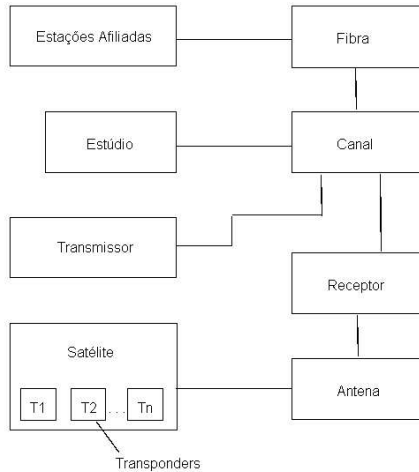 Estações Afiliadas
Fibra
Estúdio
Canal
Transmissor
Receptor
Satélite
T1 T2 . . . Tn
Antena
Transponders